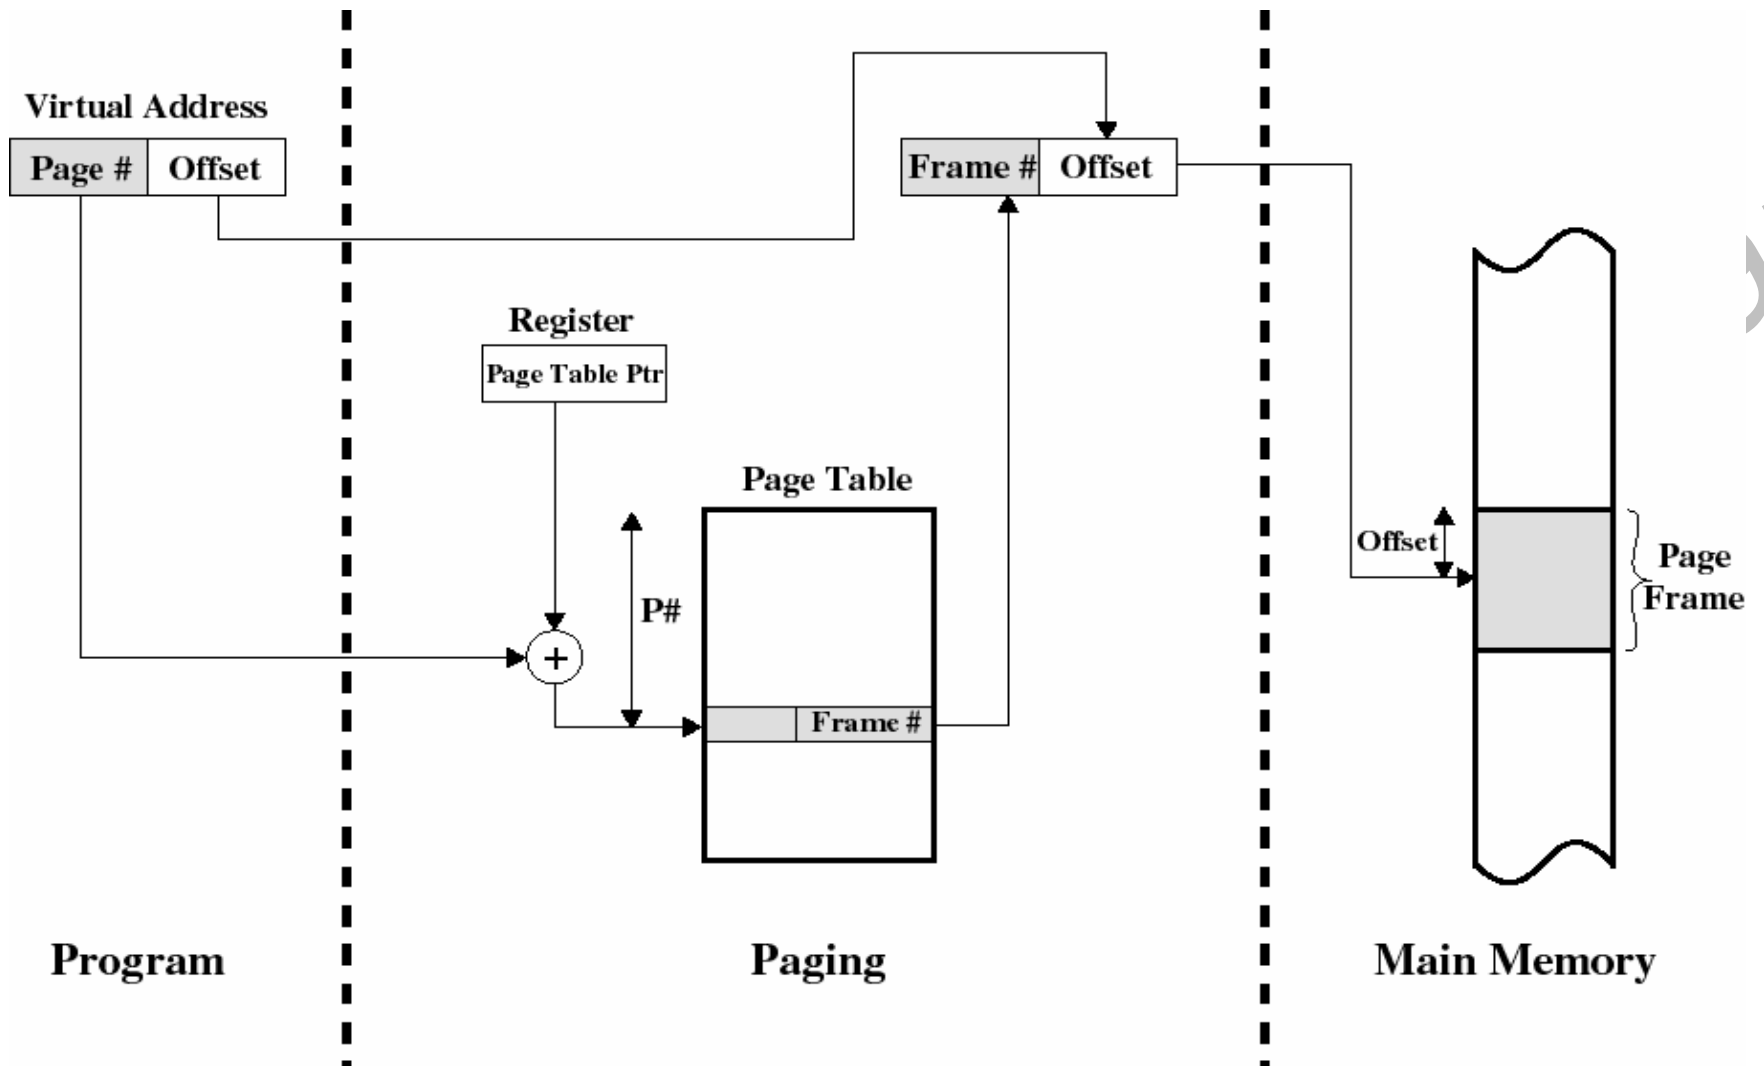 Virtual Address
Page #
Offset
Frame #
Offset
Register
Page Table Ptr
Page Table
P#
+
Frame #
Offset
Page
Frame
Program
Paging
Main Memory